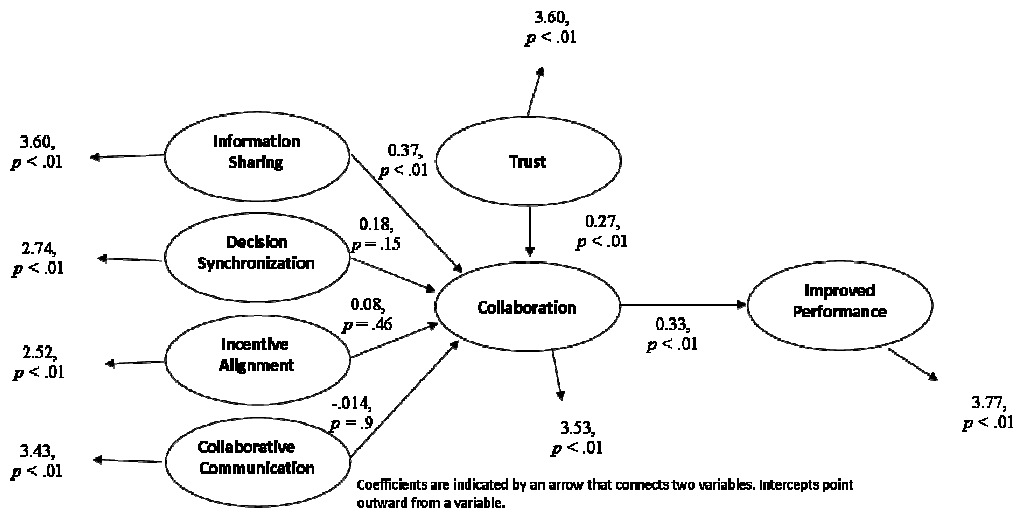 3.60,
p < .01
Information
Sharing
3.60,
p < .01
0.37,
p < .01
Trust
0.27,
p < .01
Decision
Synchronization
2.74,
p < .01
0.18,
p = .15
Collaboration
Improved
Performance
0.33,
p < .01
Incentive
Alignment
2.52,
p < .01
0.08,
p = .46
3.77,
p < .01
3.53,
p < .01
Collaborative
Communication
3.43,
p < .01
-.014,
p = .9
Coefficients are indicated by an arrow that connects two variables. Intercepts point
outward from a variable.